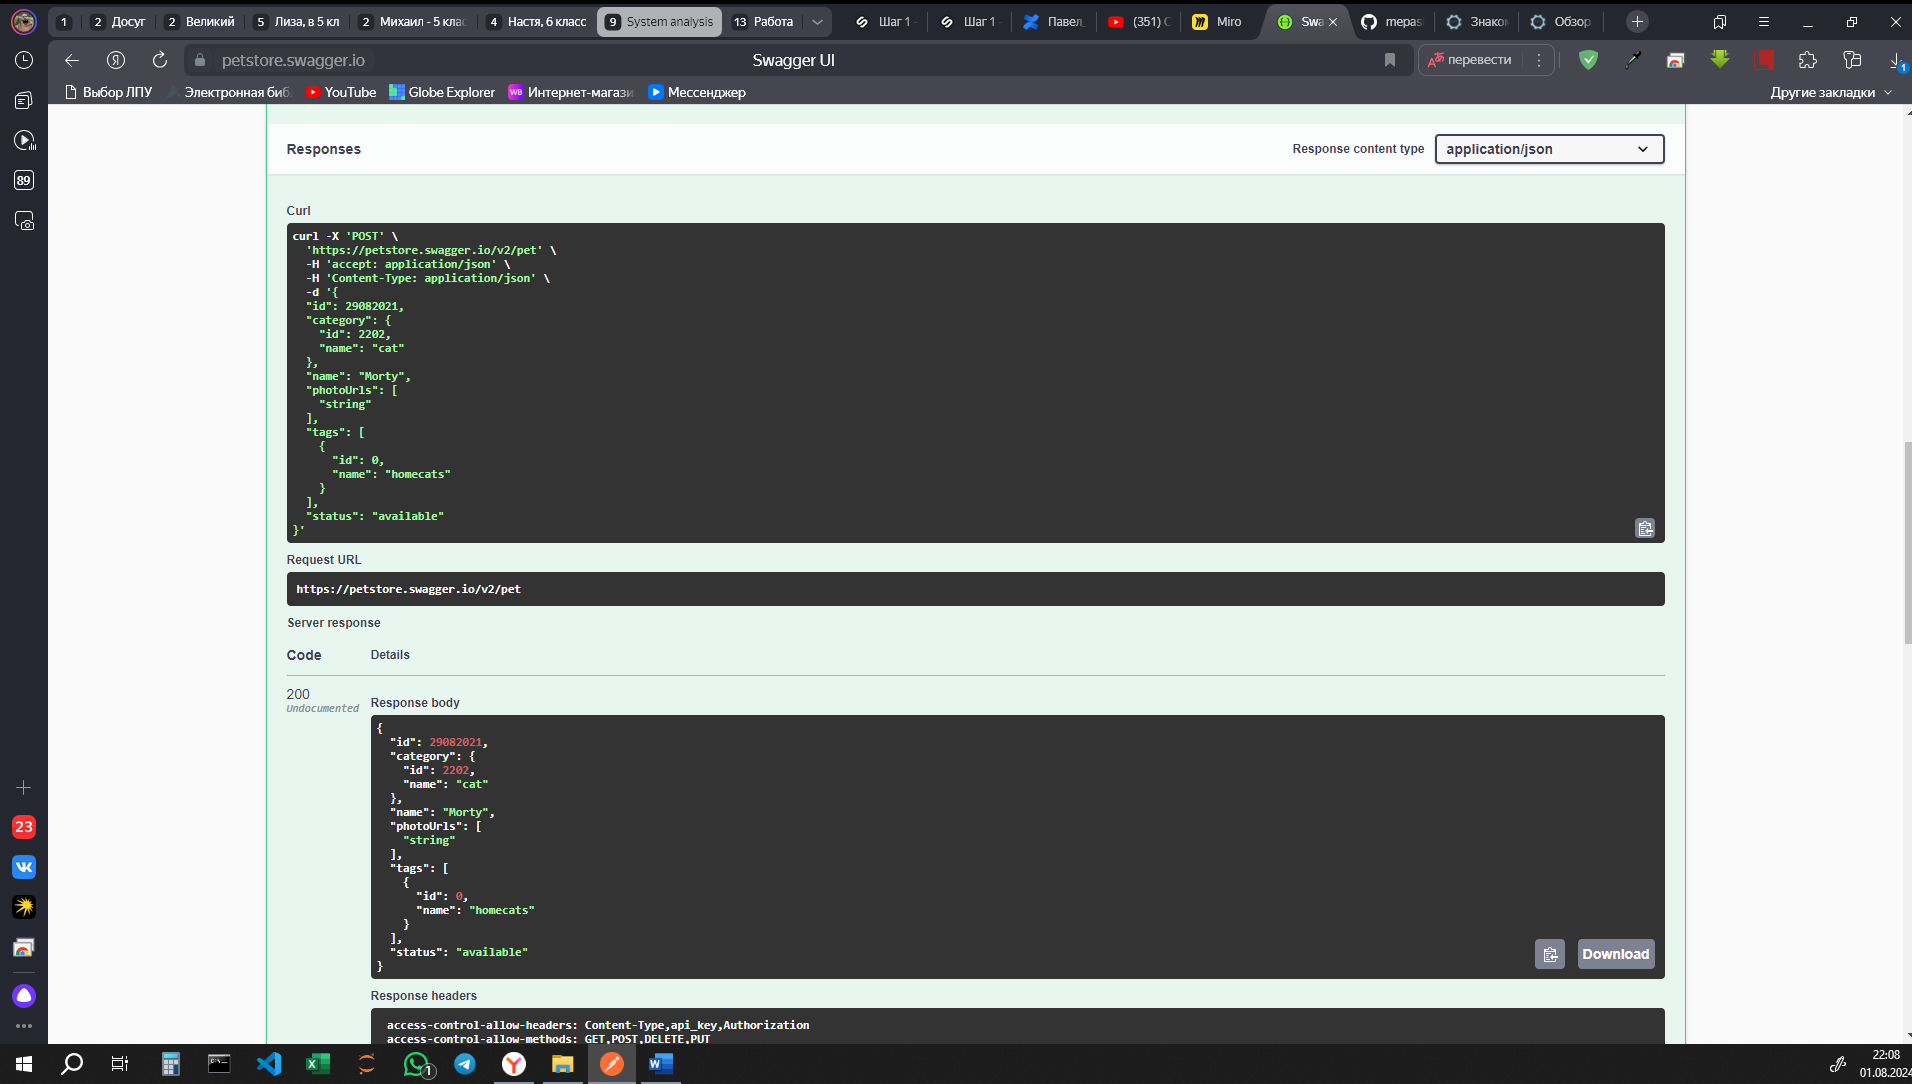 1
2 Досуг
2 Великий
5 Лиза, в 5 кл
2 Михаил - 5 клас
4 Настя, 6 класс
9 System analysis
13 Работа
Шаг 1 -
Шаг 1 -
Павел_
(351) С
Miro
Swa
mepas
Знаком
Обзор
petstore.swagger.io
Swagger UI
перевести
1
Выбор ЛПУ
Электронная биб
YouTube
Globe Explorer
WB Интернет-магази
Мессенджер
Другие закладки
89
Responses
Response content type
application/json
Curl
curl -X 'POST' \
'https://petstore.swagger.io/v2/pet' \
-H 'accept: application/json' \
-H 'Content-Type: application/json' \
-d '{
"id": 29082021,
"category": {
"id": 2202,
"name": "cat"
},
"name": "Morty",
"photoUrls": [
"string"
],
"tags": [
{
"id": 0,
"name": "homecats"
}
],
"status": "available"
}'
Request URL
https://petstore.swagger.io/v2/pet
Server response
Code Details
200
Undocumented
Response body
{
"id": 29082021,
"category": {
"id": 2202,
"name": "cat"
},
"name": "Morty",
"photoUrls": [
"string"
],
"tags": [
{
"id": 0,
"name": "homecats"
}
],
"status": "available"
}
Download
Response headers
access-control-allow-headers: Content-Type,api_key,Authorization
access-control-allow-methods: GET,POST,DELETE,PUT
23
1
22:08
01.08.2024